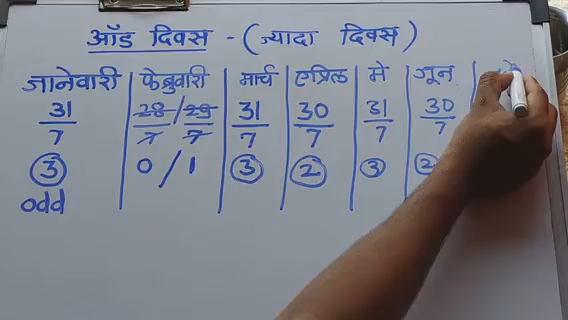 ऑड दिवस - (ज्यादा दिवस)
जानेवारी फेब्रुवारी मार्च एप्रिल मे जून
31/7 28/7 / 29/7 31/7 30/7 31/7 30/7
3 0/1 3 2 3 2
odd